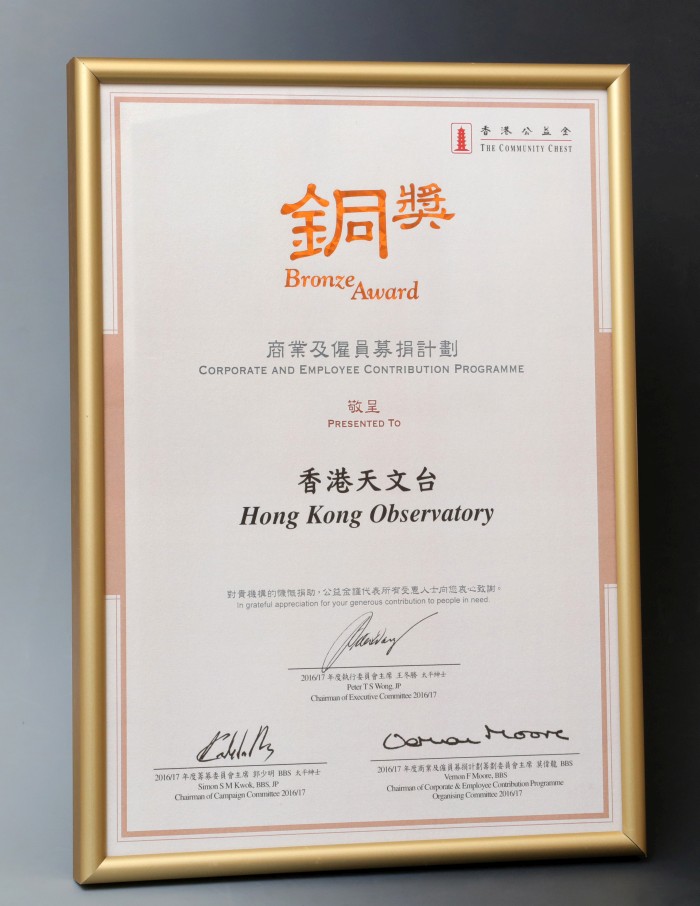 香港公益金
THE COMMUNITY CHEST
銅獎
Bronze Award
商業及僱員募捐計劃
CORPORATE AND EMPLOYEE CONTRIBUTION PROGRAMME
敬呈
PRESENTED TO
香港天文台
Hong Kong Observatory
對貴機構的慷慨捐助，公益金謹代表所有受惠人士向您衷心致謝。
In grateful appreciation for your generous contribution to people in need.
2016/17 年度執行委員會主席 王冬勝 太平紳士
Peter T S Wong, JP
Chairman of Executive Committee 2016/17
2016/17 年度籌募委員會主席 郭少明 BBS 太平紳士
Simon S M Kwok, BBS, JP
Chairman of Campaign Committee 2016/17
Vernon Moore
2016/17 年度商業及僱員募捐計劃籌劃委員會主席 莫偉龍 BBS
Vernon F Moore, BBS
Chairman of Corporate & Employee Contribution Programme
Organising Committee 2016/17